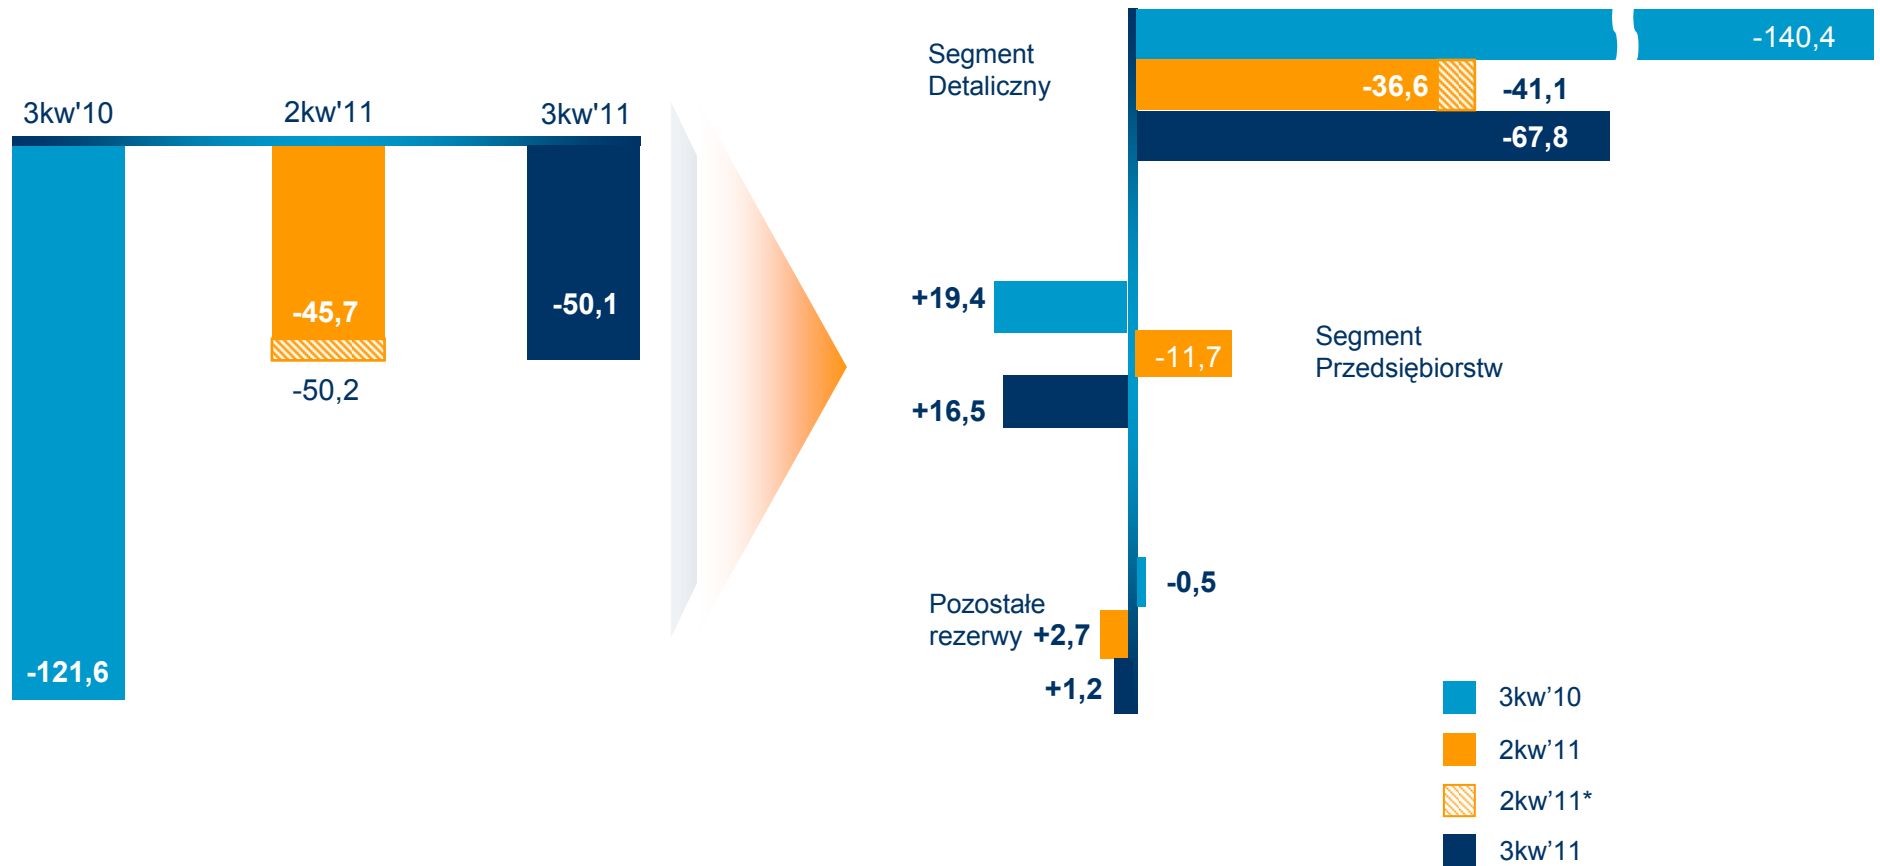 3kw'10
2kw'11
3kw'11
-45,7
-50,1
-50,2
-121,6
Segment
Detaliczny
-140,4
-36,6
-41,1
-67,8
+19,4
-11,7
Segment
Przedsiębiorstw
+16,5
-0,5
Pozostałe
rezerwy +2,7
+1,2
3kw’10
2kw’11
2kw’11*
3kw’11